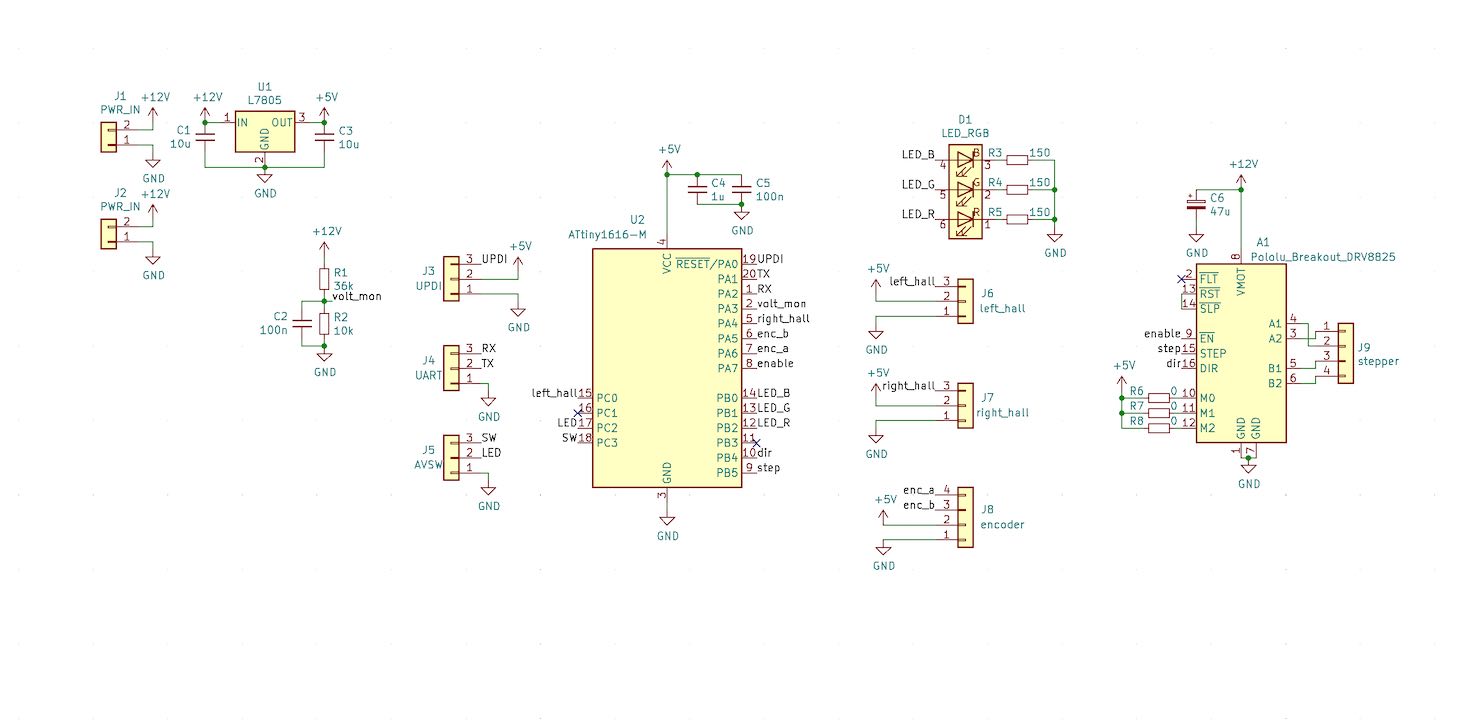 J1
PWR_IN
+12V
2
1
GND
J2
PWR_IN
+12V
2
1
GND
+12V
U1
L7805
+5V
1 IN OUT 3
GND
2
C1
10u
C3
10u
GND
+12V
R1
36k
volt_mon
C2
100n
R2
10k
GND
J3
UPDI
3 UPDI
2
1
+5V
GND
J4
UART
3 RX
2 TX
1
GND
J5
AVSW
3 SW
2 LED
1
GND
+5V
C4
1u
C5
100n
GND
U2
ATtiny1616-M
4
VCC
RESET/PA0 19 UPDI
PA1 20 TX
PA2 1 RX
PA3 2 volt_mon
PA4 5 right_hall
PA5 6 enc_b
PA6 7 enc_a
PA7 8 enable
left_hall 15 PC0
16 PC1
LED 17 PC2
SW 18 PC3
PB0 14 LED_B
PB1 13 LED_G
PB2 12 LED_R
PB3 11
PB4 10 dir
PB5 9 step
GND
3
GND
D1
LED_RGB
LED_B 4 B 3 R3 150
LED_G 5 G 2 R4 150
LED_R 6 R 1 R5 150
GND
+5V
left_hall 3
2
1
J6
left_hall
GND
+5V
right_hall 3
2
1
J7
right_hall
GND
enc_a 4
enc_b 3
+5V
2
1
J8
encoder
GND
+12V
C6
47u
GND
A1
Pololu_Breakout_DRV8825
8
VMOT
2 FLT
13 RST
14 SLP
enable 9 EN
step 15 STEP
dir 16 DIR
+5V
R6 0 10 M0
R7 0 11 M1
R8 0 12 M2
A1 4
A2 3
B1 5
B2 6
GND GND
1 7
GND
1
2
3
4
J9
stepper